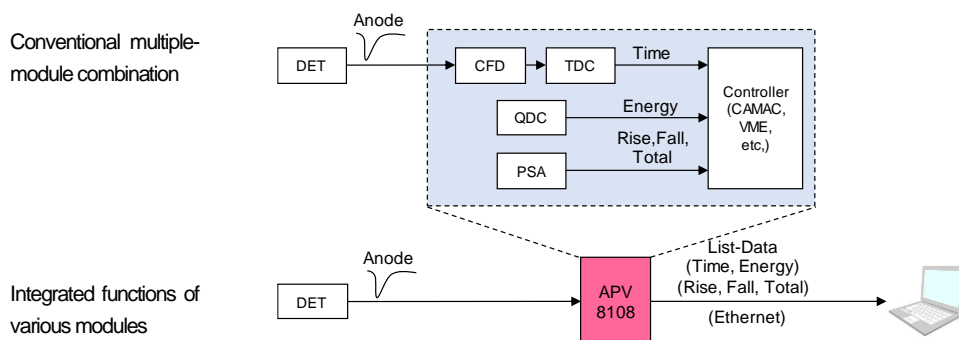 Conventional multiple-
module combination
Anode
DET
CFD
TDC
Time
Controller
(CAMAC,
VME,
etc,)
QDC
Energy
PSA
Rise,Fall,
Total
Integrated functions of
various modules
Anode
DET
APV
8108
List-Data
(Time, Energy)
(Rise, Fall, Total)
(Ethernet)